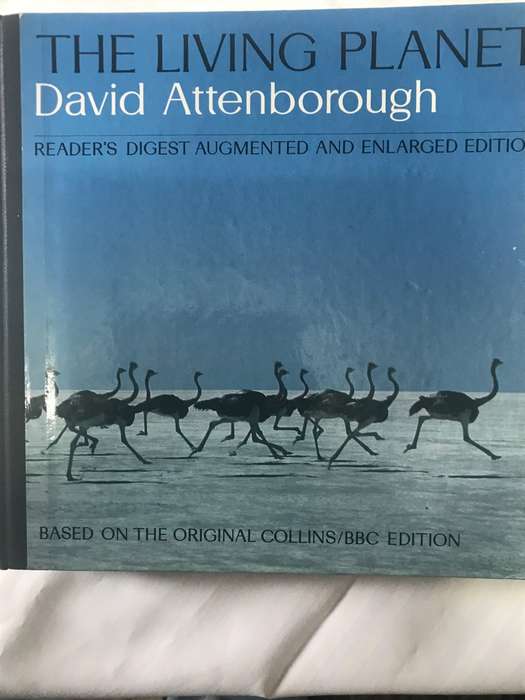 THE LIVING PLANET
David Attenborough
READER'S DIGEST AUGMENTED AND ENLARGED EDITIO
BASED ON THE ORIGINAL COLLINS/BBC EDITION